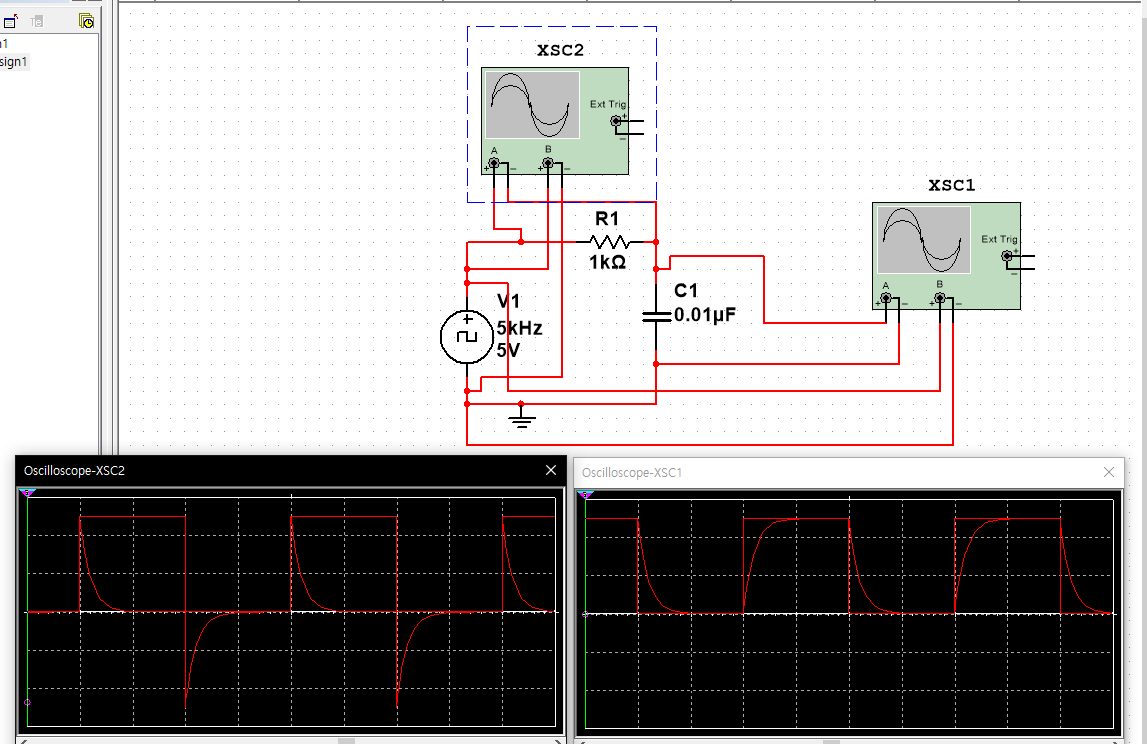 n1
sign1
XSC2
Ext Trig
+
−
A
B
+ − + −
XSC1
Ext Trig
+
−
A
B
+ − + −
R1
1kΩ
V1
5kHz
5V
+
C1
0.01µF
Oscilloscope-XSC2
Oscilloscope-XSC1